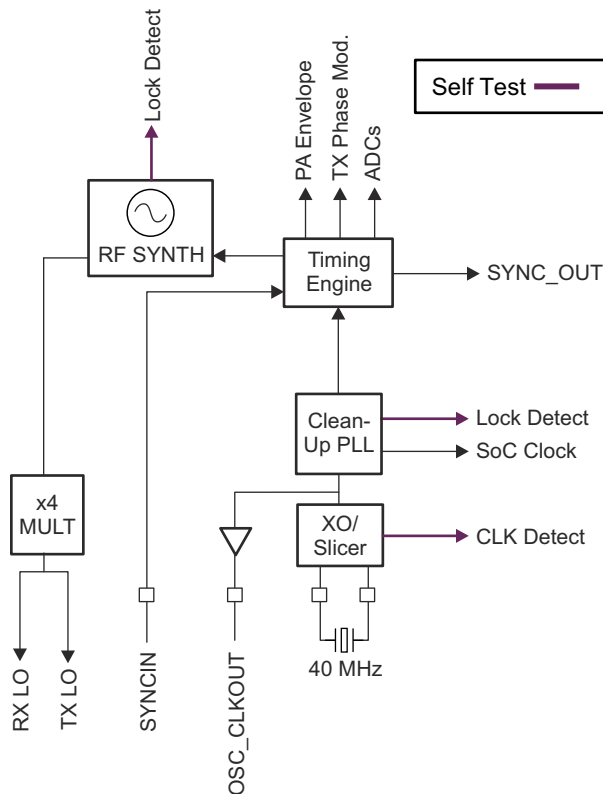 Lock Detect
PA Envelope
TX Phase Mod.
ADCs
Self Test
RF SYNTH
Timing
Engine
SYNC_OUT
Clean-
Up PLL
Lock Detect
SoC Clock
x4
MULT
XO/
Slicer
CLK Detect
40 MHz
RX LO
TX LO
SYNCIN
OSC_CLKOUT